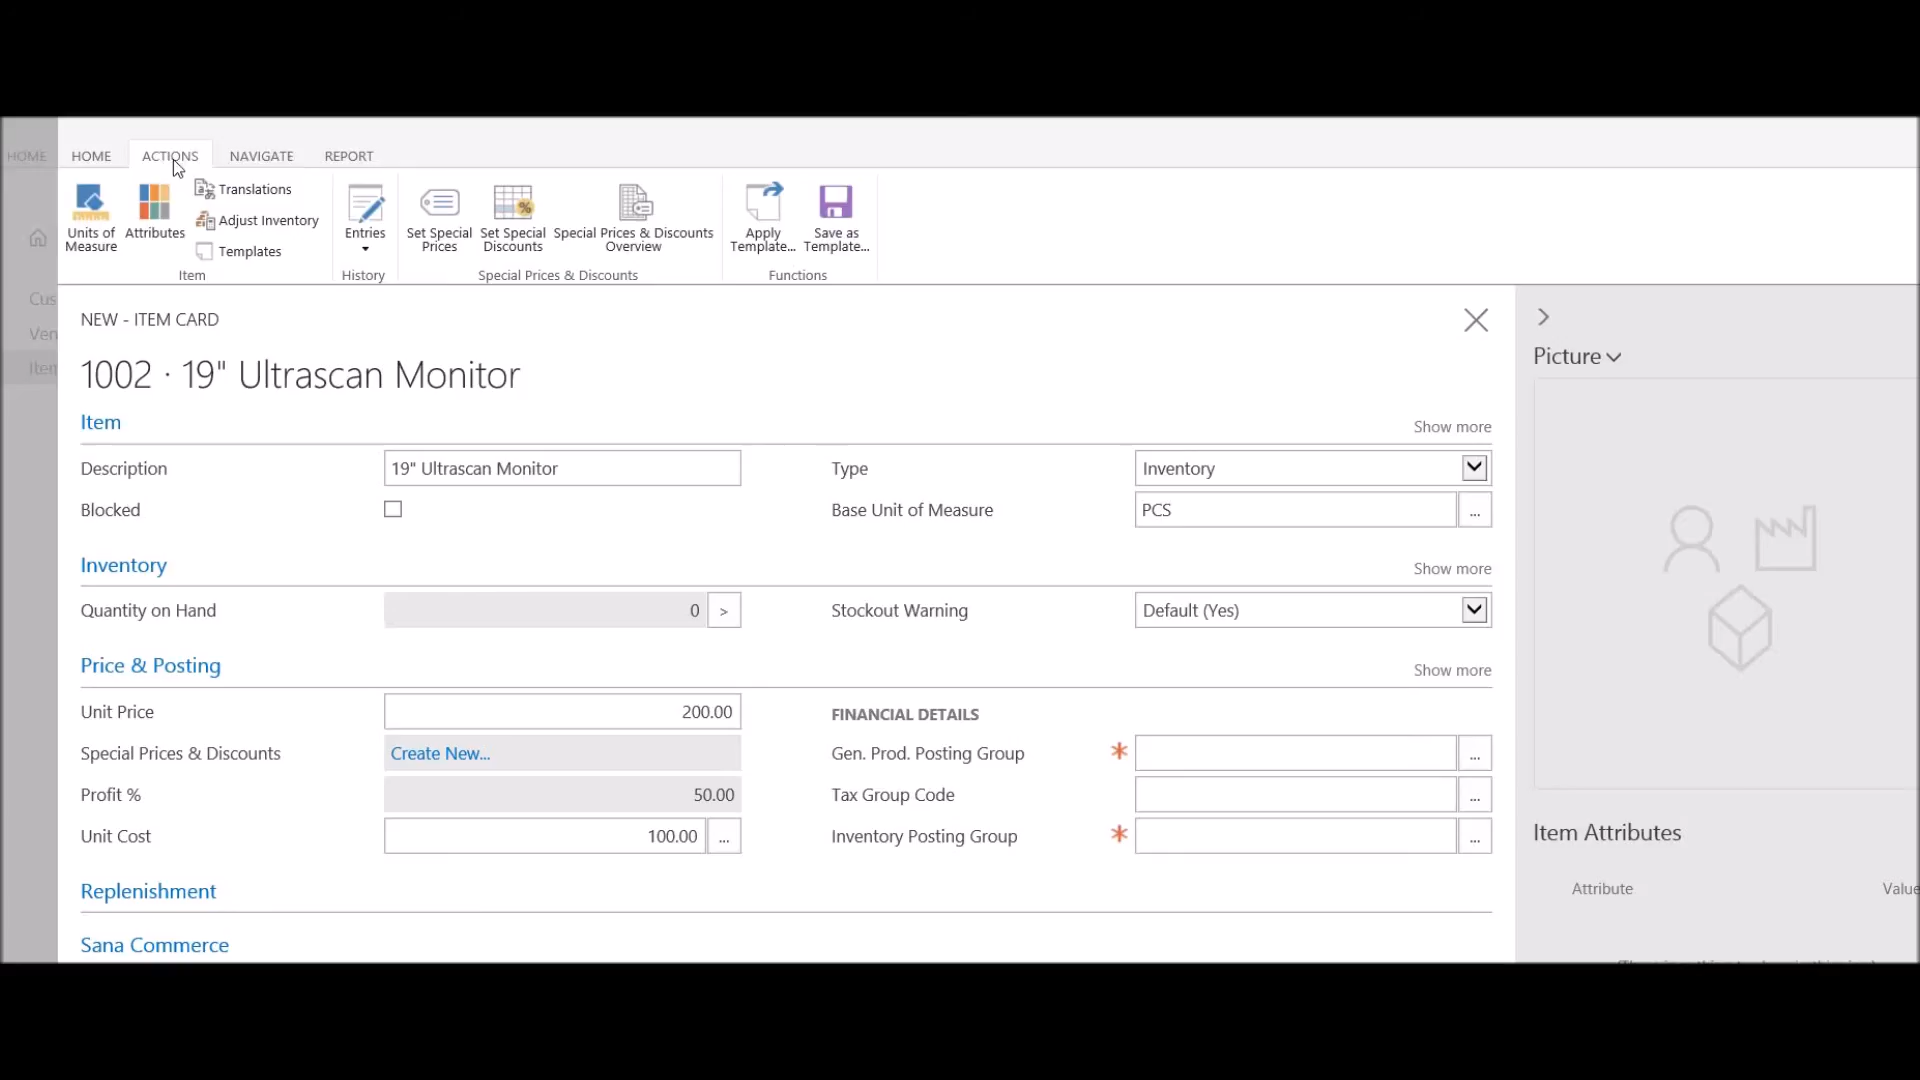 HOME HOME ACTIONS NAVIGATE REPORT
Units of Measure
Attributes
Translations
Adjust Inventory
Templates
Item
Entries
History
Set Special Prices
Set Special Discounts
Special Prices & Discounts Overview
Special Prices & Discounts
Apply Template...
Save as Template...
Functions
Cus
Ven
Item
NEW - ITEM CARD
1002 · 19" Ultrascan Monitor
Item Show more
Description 19" Ultrascan Monitor Type Inventory
Blocked Base Unit of Measure PCS ...
Inventory Show more
Quantity on Hand 0 > Stockout Warning Default (Yes)
Price & Posting Show more
Unit Price 200.00 FINANCIAL DETAILS
Special Prices & Discounts Create New... Gen. Prod. Posting Group * ...
Profit % 50.00 Tax Group Code ...
Unit Cost 100.00 ... Inventory Posting Group * ...
Replenishment
Sana Commerce
Picture
Item Attributes
Attribute Value